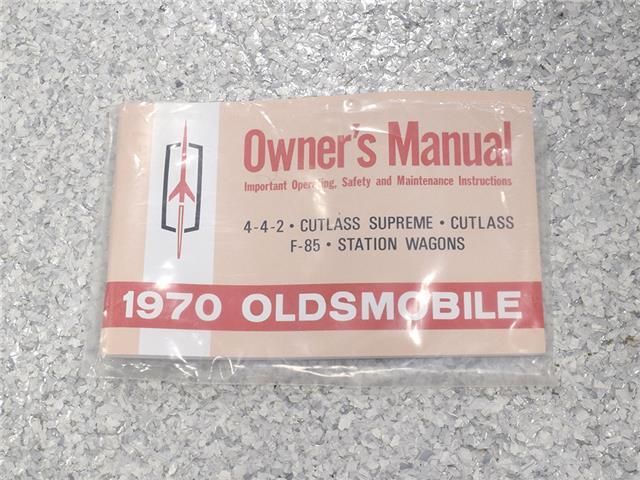 Owner's Manual
Important Operating, Safety and Maintenance Instructions
4-4-2 • CUTLASS SUPREME • CUTLASS
F-85 • STATION WAGONS
1970 OLDSMOBILE